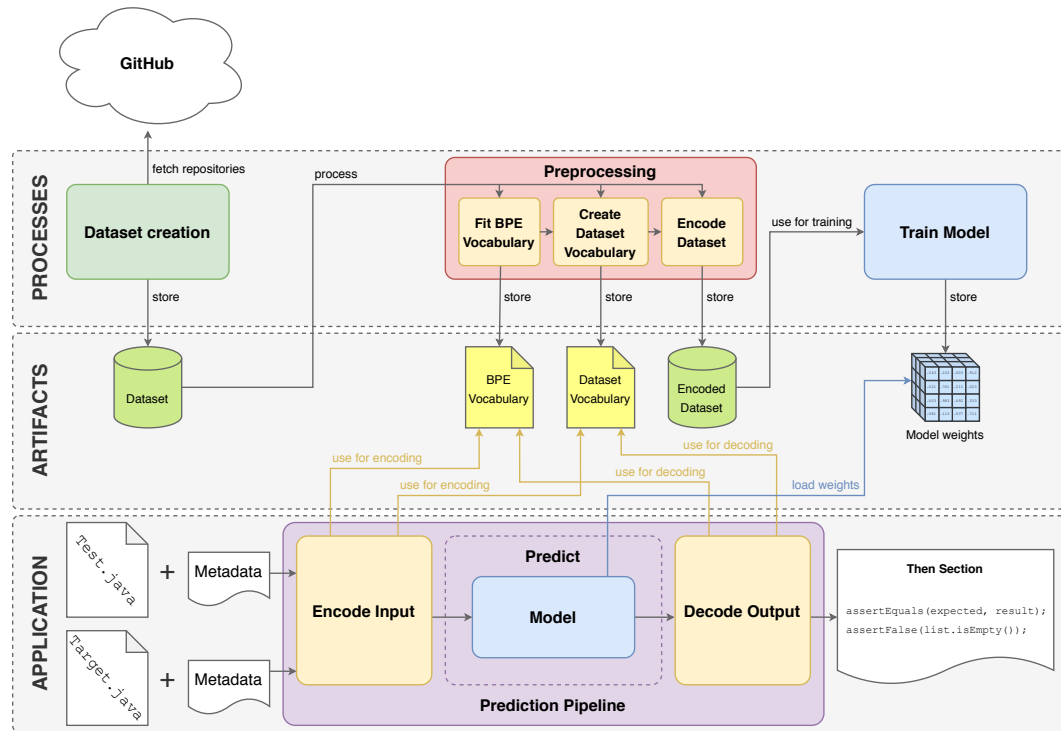 GitHub
fetch repositories
PROCESSES
Dataset creation
process
Preprocessing
Fit BPE
Vocabulary
Create
Dataset
Vocabulary
Encode
Dataset
use for training
Train Model
store
store
store
store
store
ARTIFACTS
Dataset
BPE
Vocabulary
Dataset
Vocabulary
Encoded
Dataset
Model weights
use for encoding
use for decoding
use for decoding
use for encoding
load weights
APPLICATION
Test.java
+
Metadata
Target.java
+
Metadata
Encode Input
Predict
Model
Decode Output
Prediction Pipeline
Then Section
assertEquals(expected, result);
assertFalse(list.isEmpty());